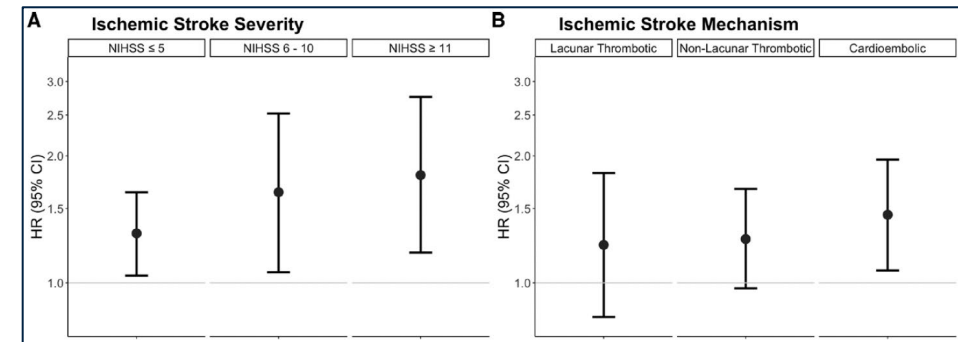 A Ischemic Stroke Severity
NIHSS ≤ 5 NIHSS 6 - 10 NIHSS ≥ 11
HR (95% CI)
3.0
2.5
2.0
1.5
1.0
B Ischemic Stroke Mechanism
Lacunar Thrombotic Non-Lacunar Thrombotic Cardioembolic
HR (95% CI)
3.0
2.5
2.0
1.5
1.0